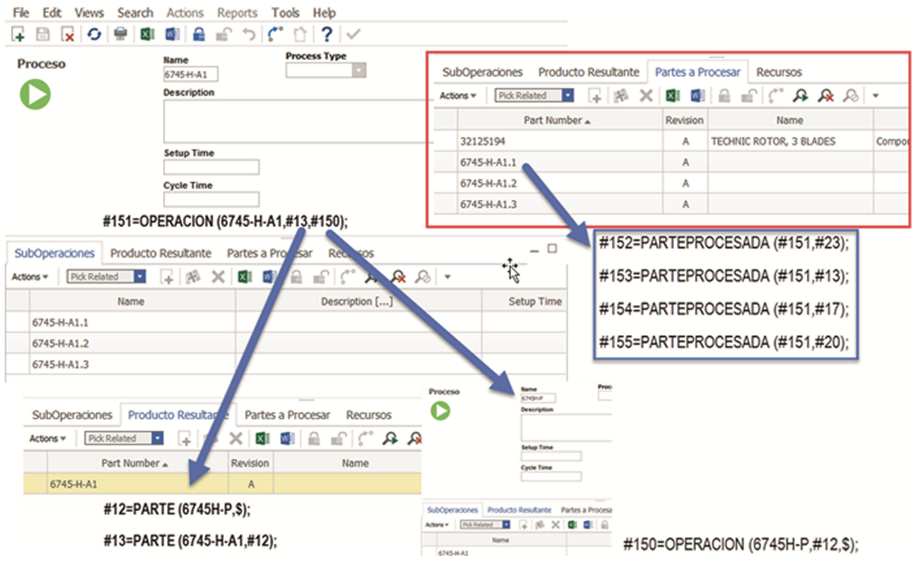 File Edit Views Search Actions Reports Tools Help
Proceso
Name
6745-H-A1
Process Type
Description
Setup Time
Cycle Time
#151=OPERACION (6745-H-A1,#13,#150);
SubOperaciones Producto Resultante Partes a Procesar Recursos
Actions Pick Related
Part Number Revision Name
32125194 A TECHNIC ROTOR, 3 BLADES Compo
6745-H-A1.1 A
6745-H-A1.2 A
6745-H-A1.3 A
#152=PARTEPROCESADA (#151,#23);
#153=PARTEPROCESADA (#151,#13);
#154=PARTEPROCESADA (#151,#17);
#155=PARTEPROCESADA (#151,#20);
SubOperaciones Producto Resultante Partes a Procesar Recursos
Actions Pick Related
Name Description [...] Setup Time
6745-H-A1.1
6745-H-A1.2
6745-H-A1.3
SubOperaciones Producto Resultante Partes a Procesar Recursos
Actions Pick Related
Part Number Revision Name
6745-H-A1 A
#12=PARTE (6745H-P,$);
#13=PARTE (6745-H-A1,#12);
Proceso
Name
6745H-P
Proce
Description
Setup Time
Cycle Time
SubOperaciones Producto Resultante Partes a Procesar
Actions Pick Related
Name
6745-H-A1
#150=OPERACION (6745H-P,#12,$);